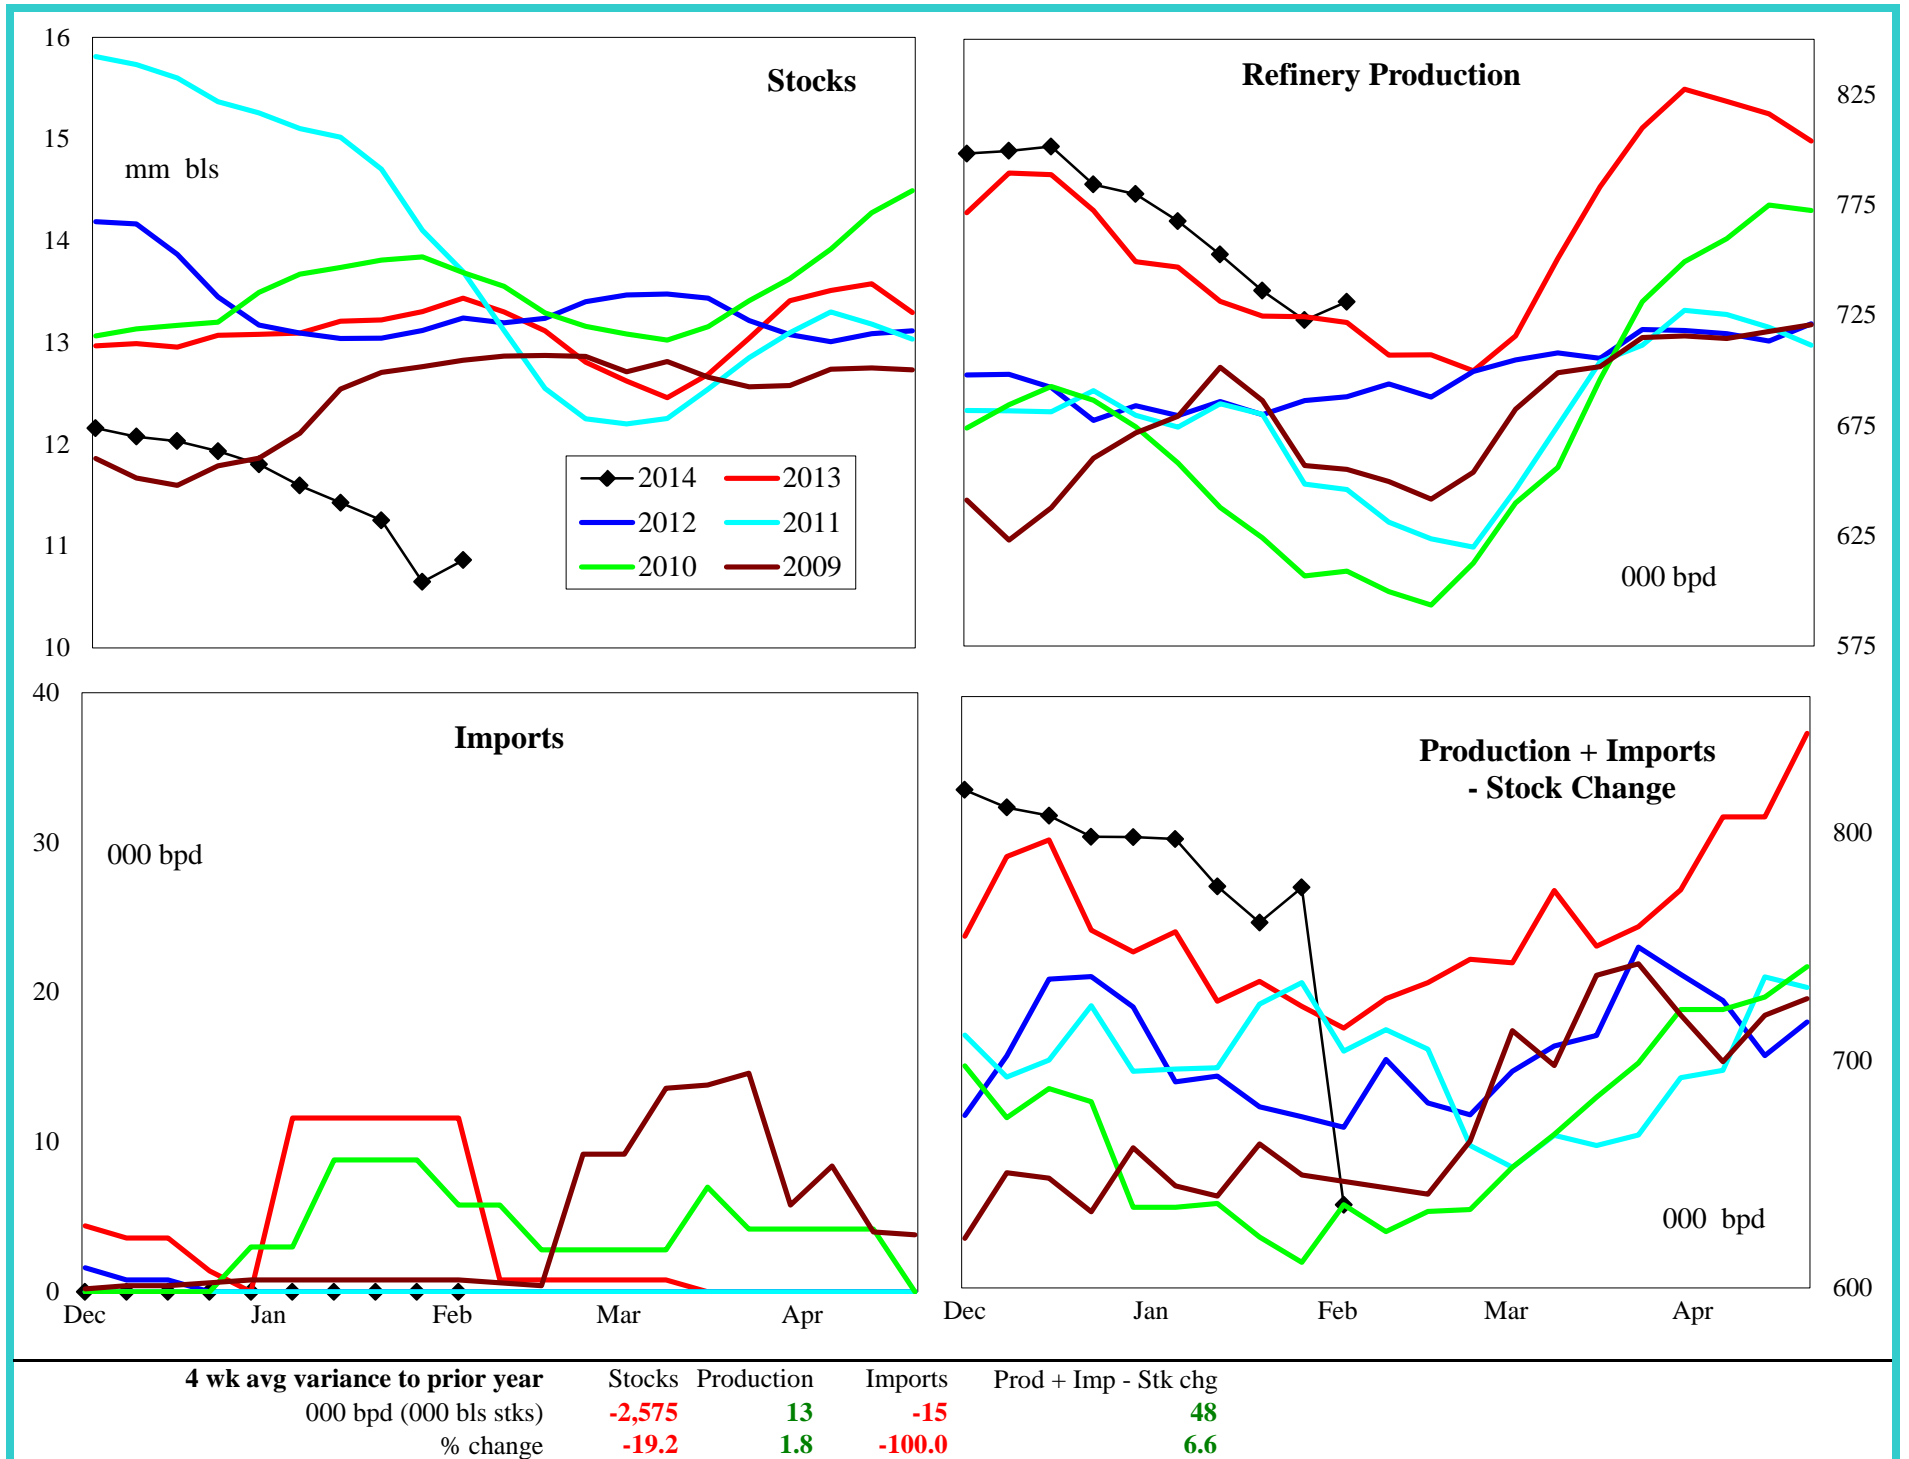 Stocks
mm bls
16
15
14
13
12
11
10
2014 2013
2012 2011
2010 2009
Refinery Production
000 bpd
825
775
725
675
625
575
Imports
000 bpd
40
30
20
10
0
Dec Jan Feb Mar Apr
Production + Imports
- Stock Change
000 bpd
800
700
600
Dec Jan Feb Mar Apr
4 wk avg variance to prior year Stocks Production Imports Prod + Imp - Stk chg
000 bpd (000 bls stks) -2,575 13 -15 48
% change -19.2 1.8 -100.0 6.6